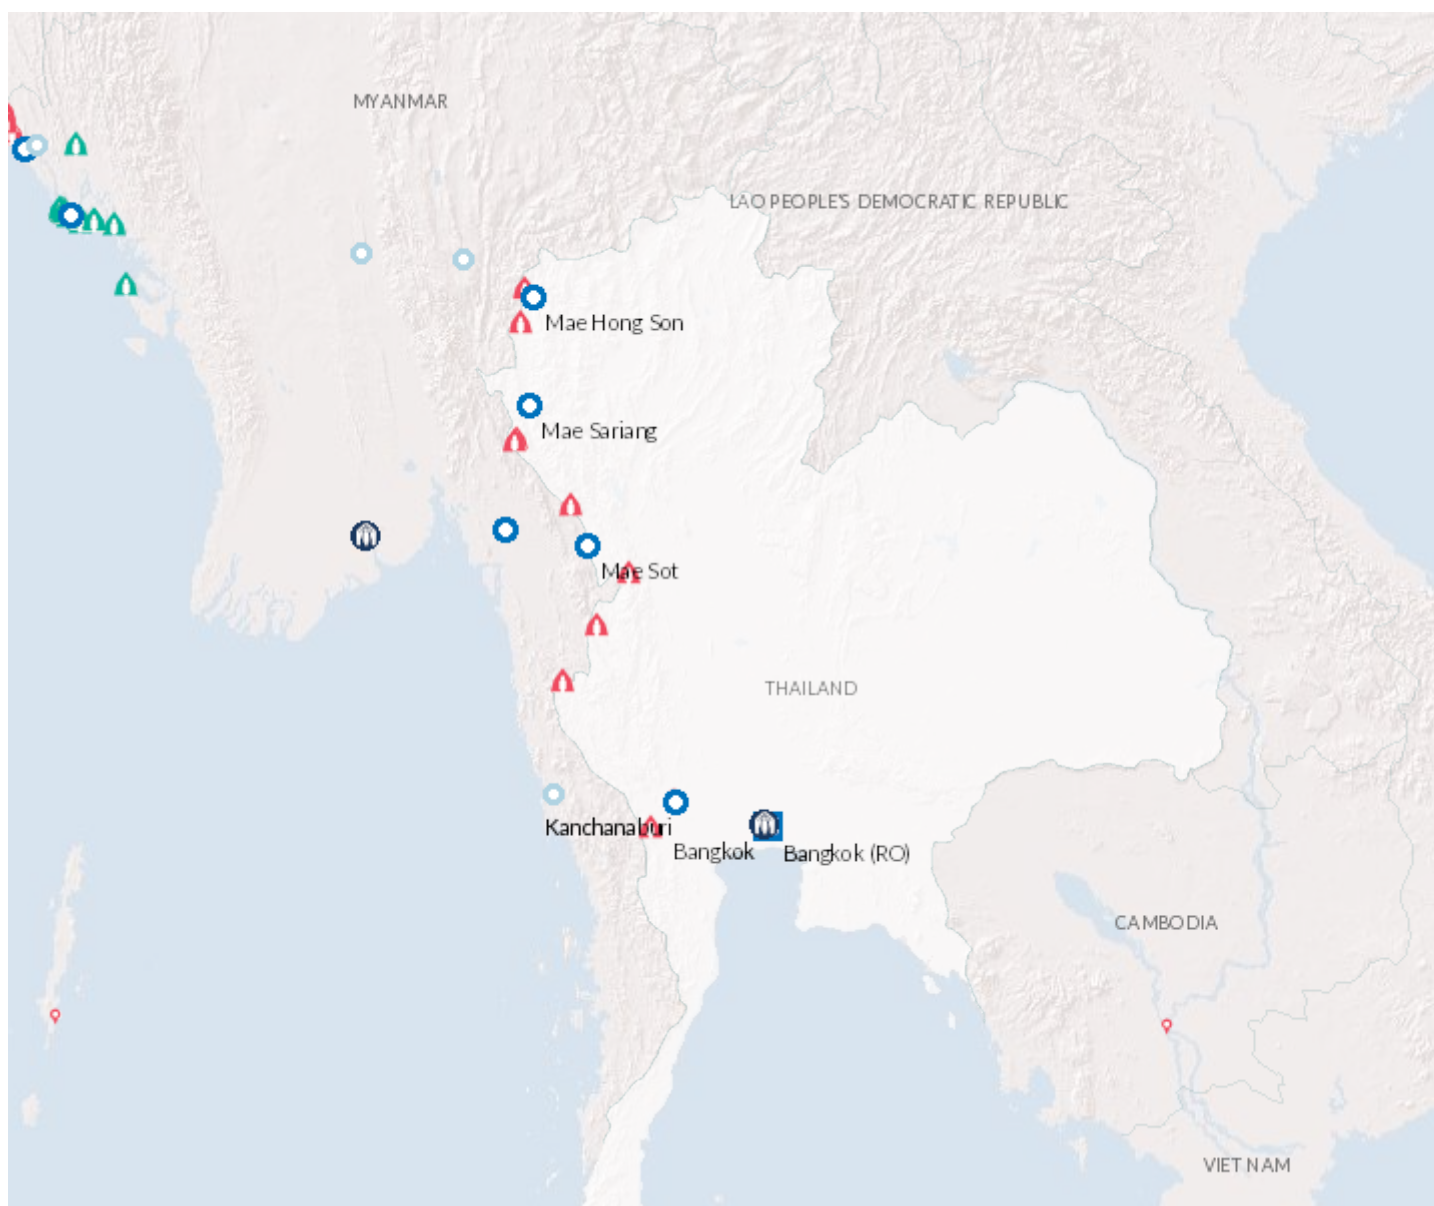 MYANMAR
LAO PEOPLE'S DEMOCRATIC REPUBLIC
Mae Hong Son
Mae Sariang
Mae Sot
THAILAND
Kanchanaburi
Bangkok
Bangkok (RO)
CAMBODIA
VIET NAM